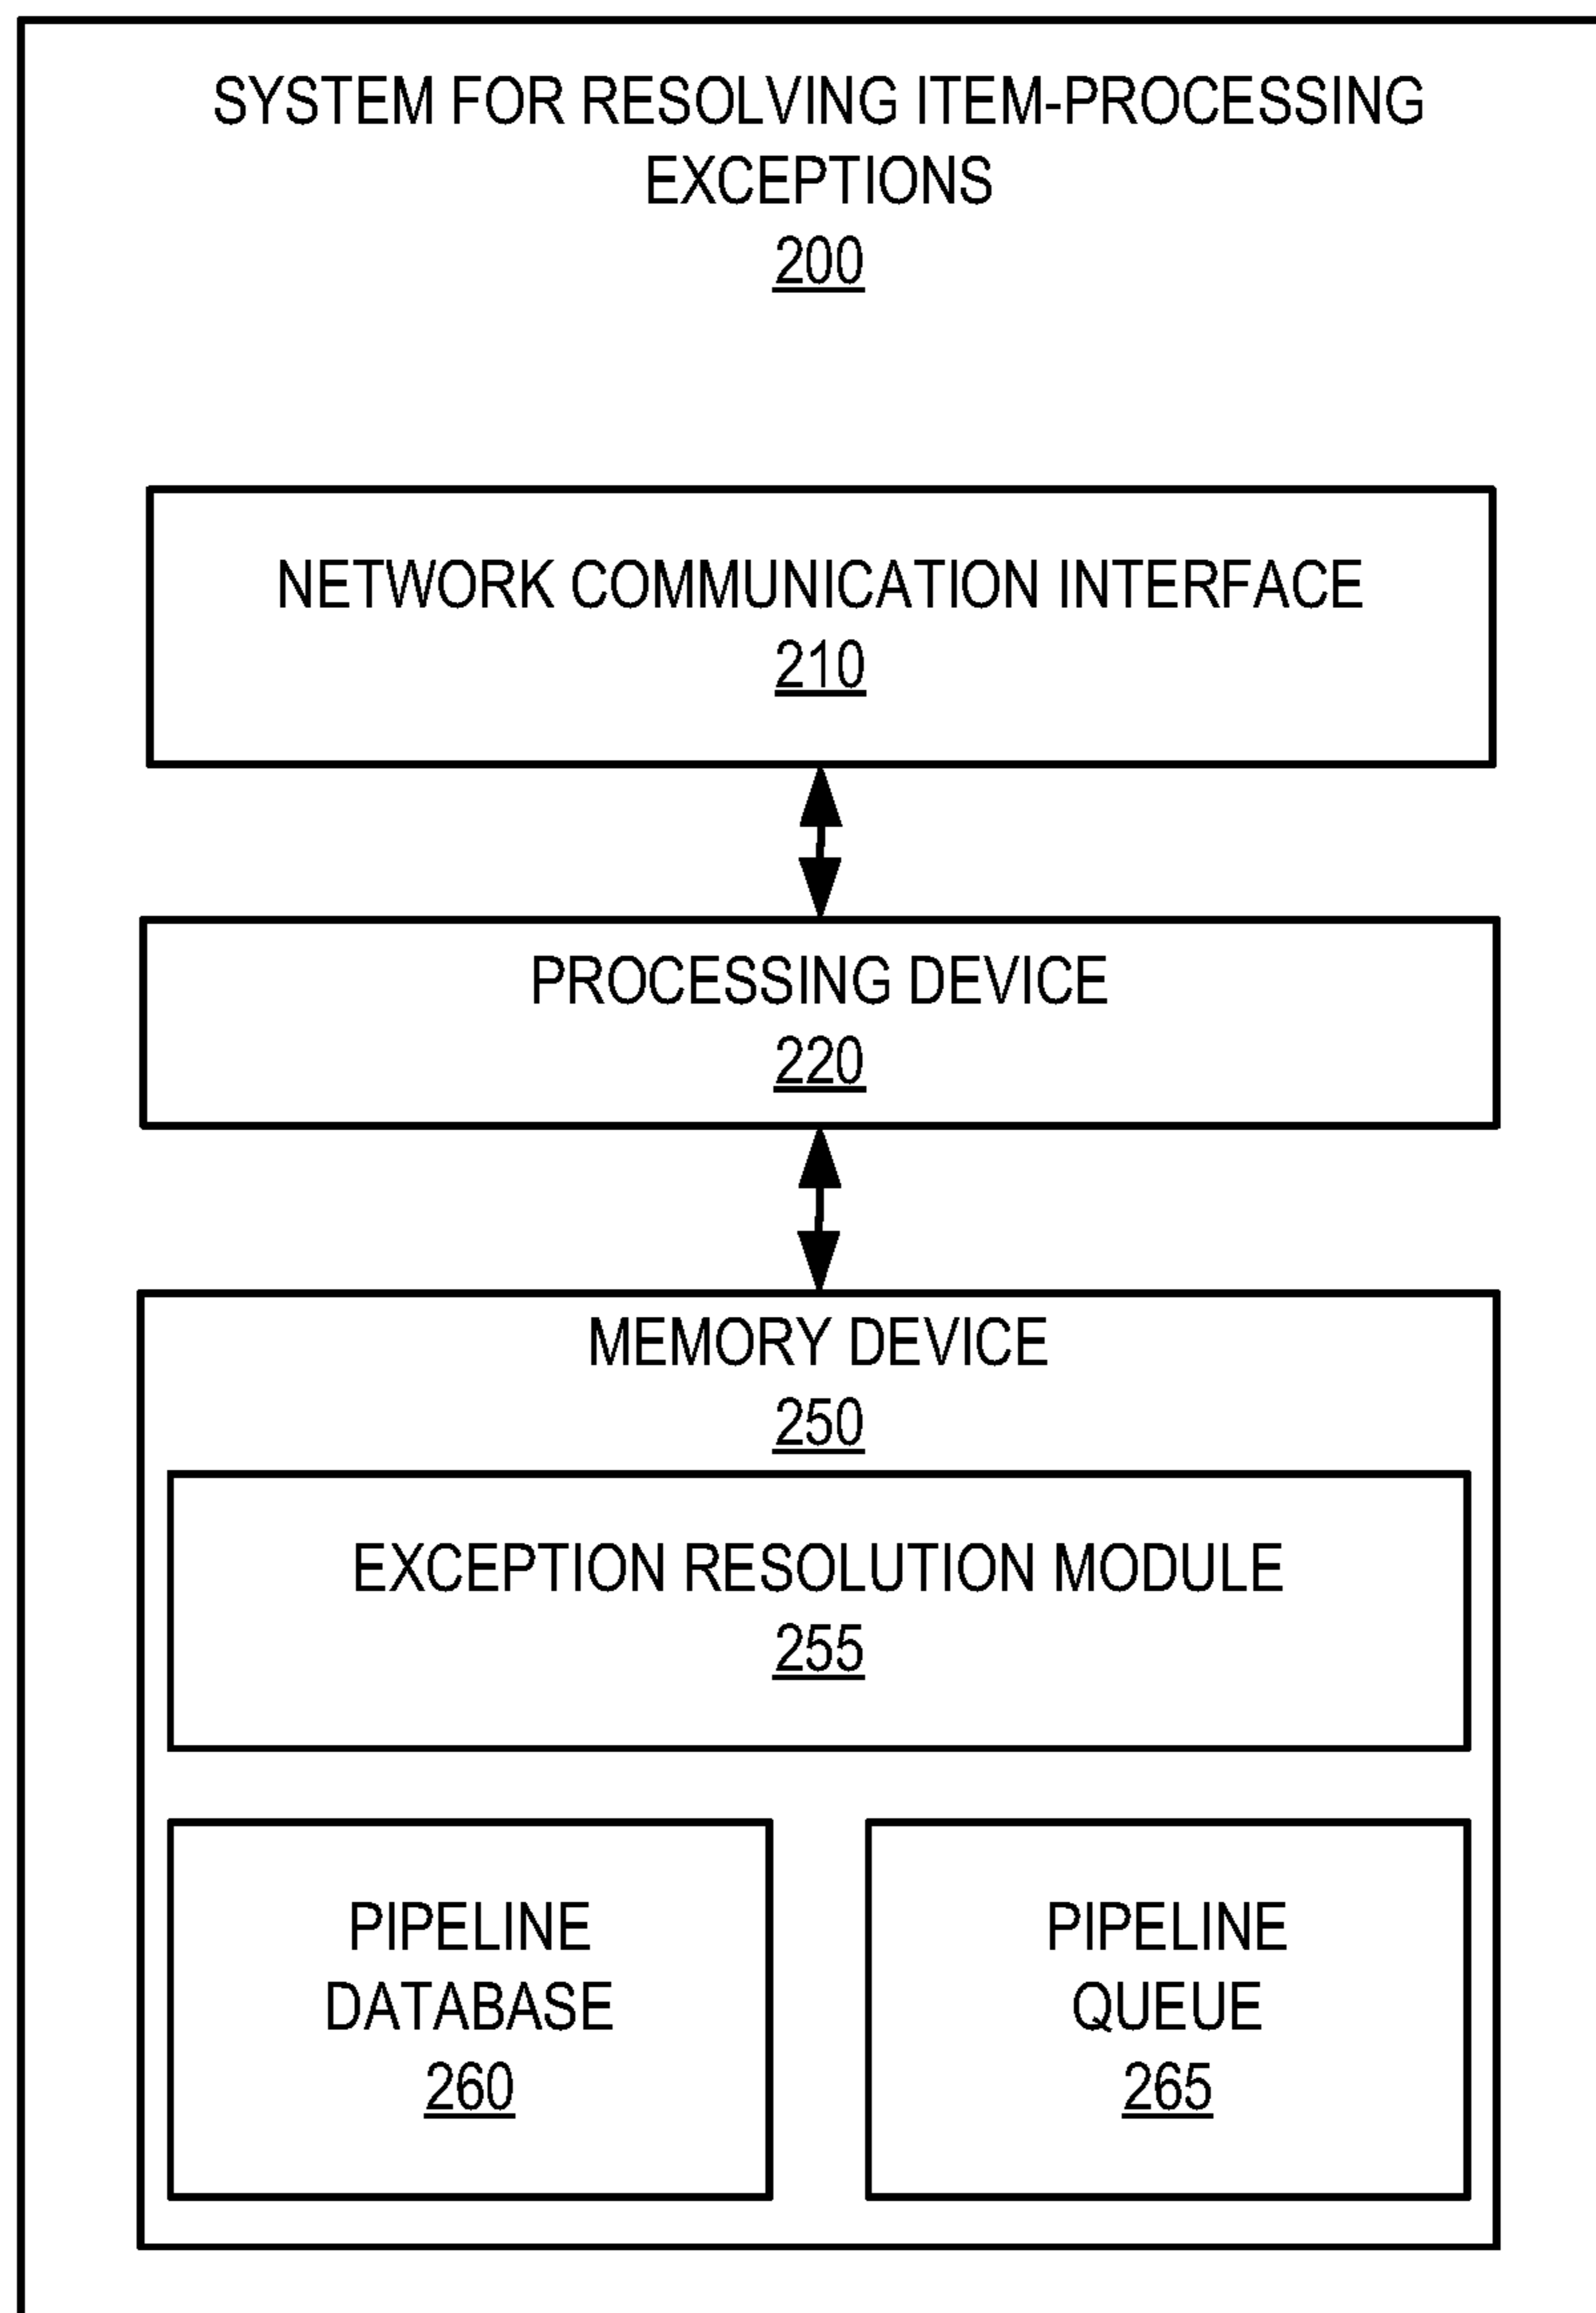 SYSTEM FOR RESOLVING ITEM-PROCESSING
EXCEPTIONS
200
NETWORK COMMUNICATION INTERFACE
210
PROCESSING DEVICE
220
MEMORY DEVICE
250
EXCEPTION RESOLUTION MODULE
255
PIPELINE
DATABASE
260
PIPELINE
QUEUE
265